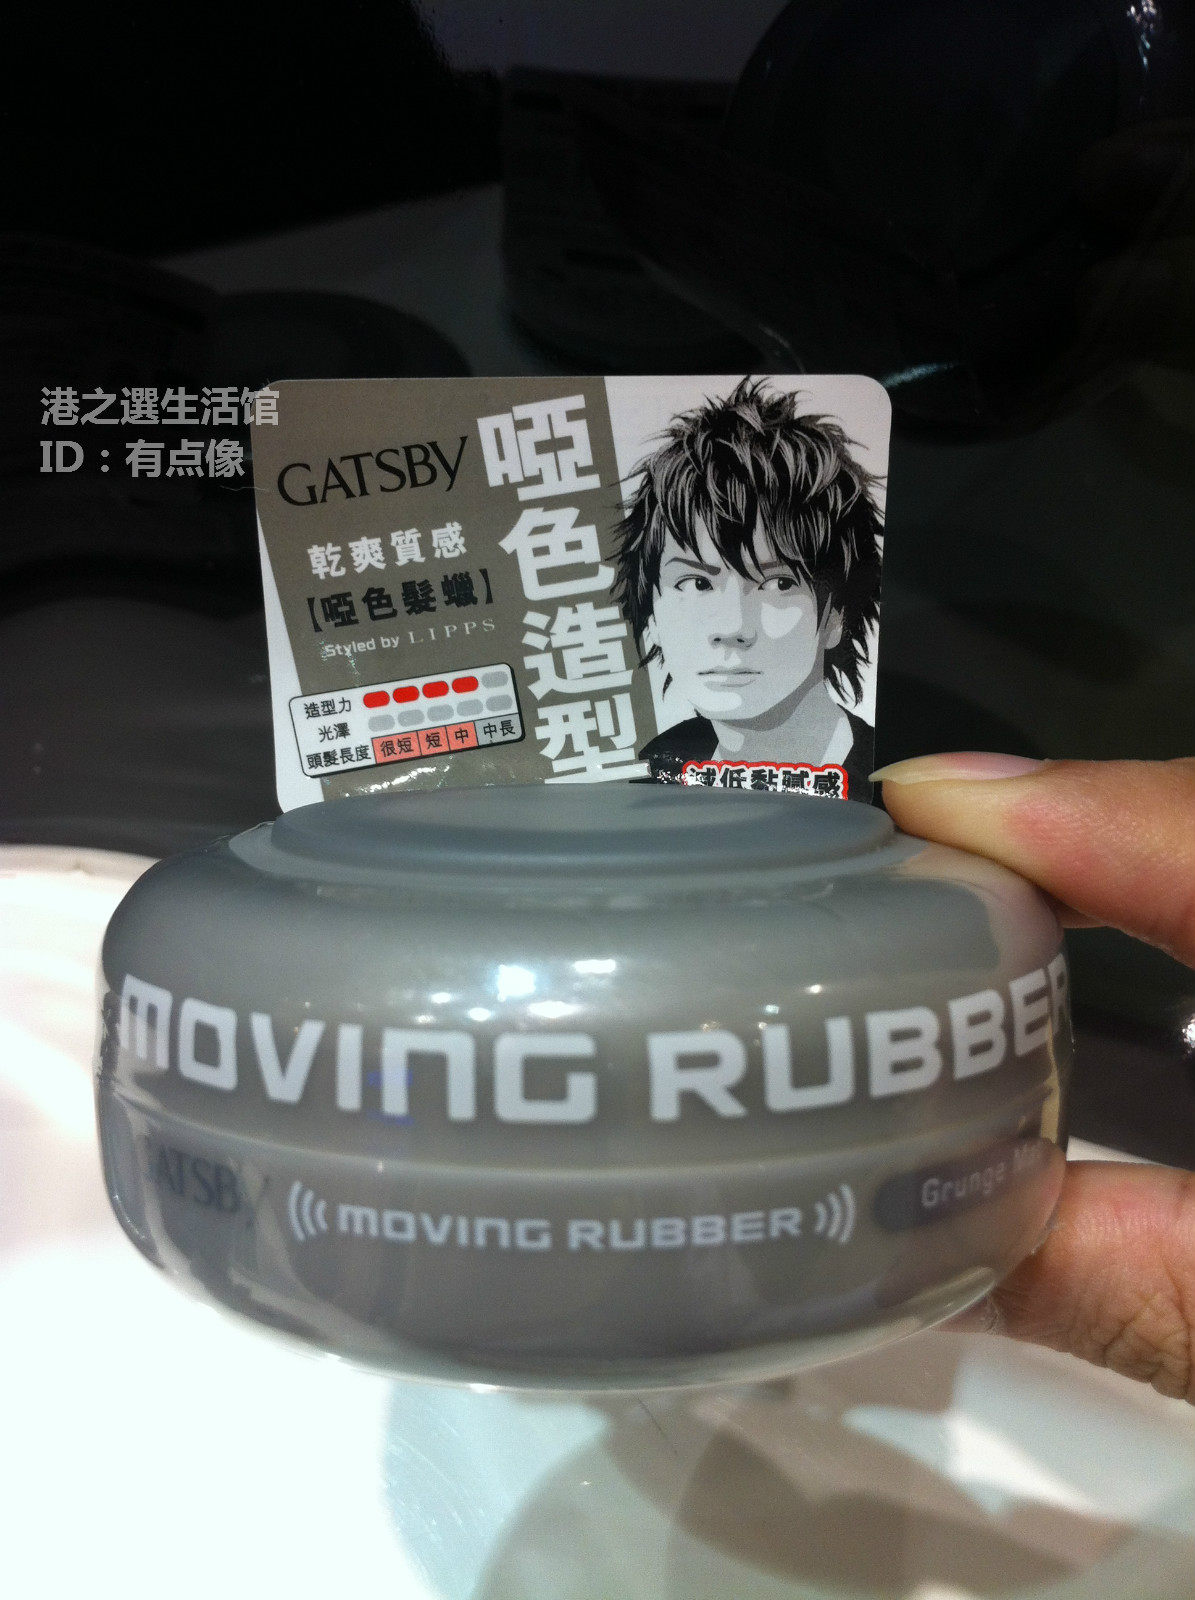 港之選生活馆
ID：有点像
GATSBY
乾爽質感
【啞色髮蠟】
Styled by LIPPS
啞色造型
造型力
光澤
頭髮長度 很短 短 中 中長
減低黏膩感
MOVING RUBBER
GATSBY
MOVING RUBBER
Grunge